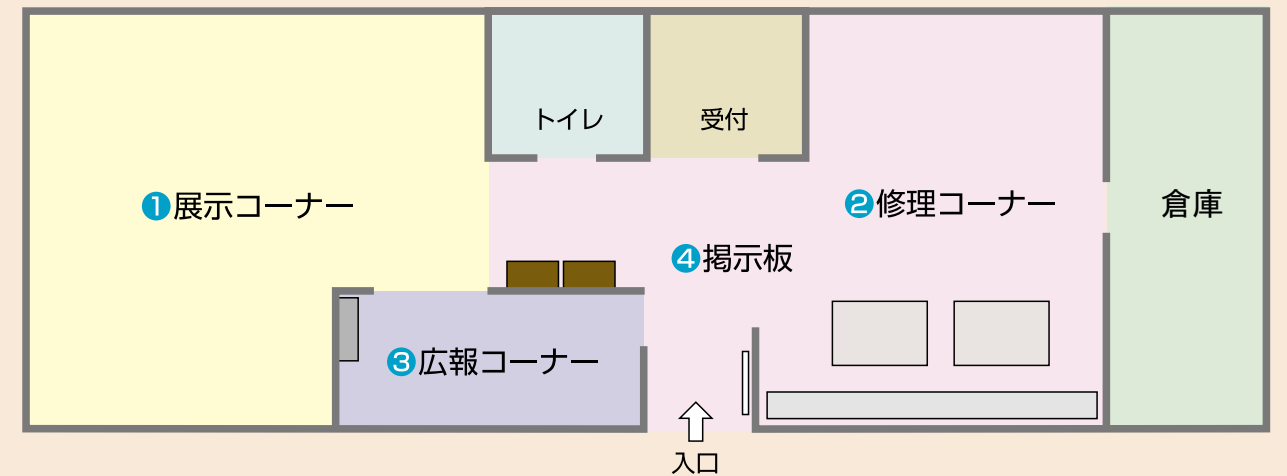 トイレ
受付
❶展示コーナー
❷修理コーナー
倉庫
❹掲示板
❸広報コーナー
入口